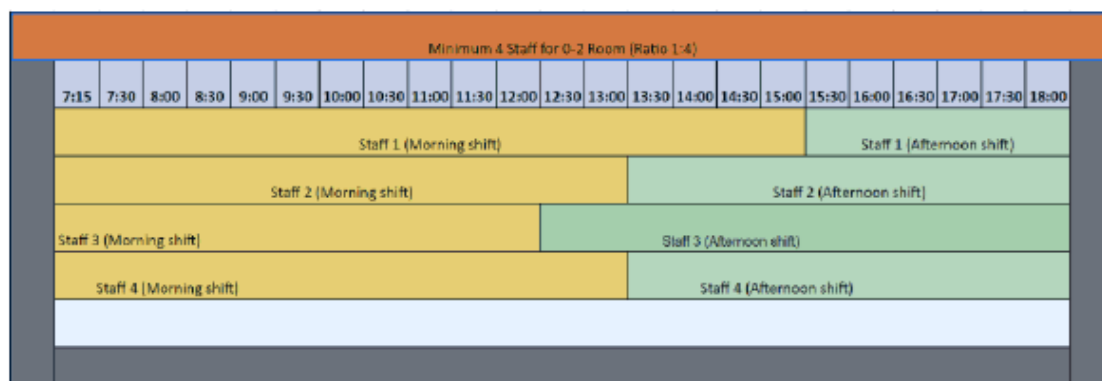 Minimum 4 Staff for 0-2 Room (Ratio 1:4)
7:15 7:30 8:00 8:30 9:00 9:30 10:00 10:30 11:00 11:30 12:00 12:30 13:00 13:30 14:00 14:30 15:00 15:30 16:00 16:30 17:00 17:30 18:00
Staff 1 (Morning shift) Staff 1 (Afternoon shift)
Staff 2 (Morning shift) Staff 2 (Afternoon shift)
Staff 3 (Morning shift) Staff 3 (Afternoon shift)
Staff 4 (Morning shift) Staff 4 (Afternoon shift)